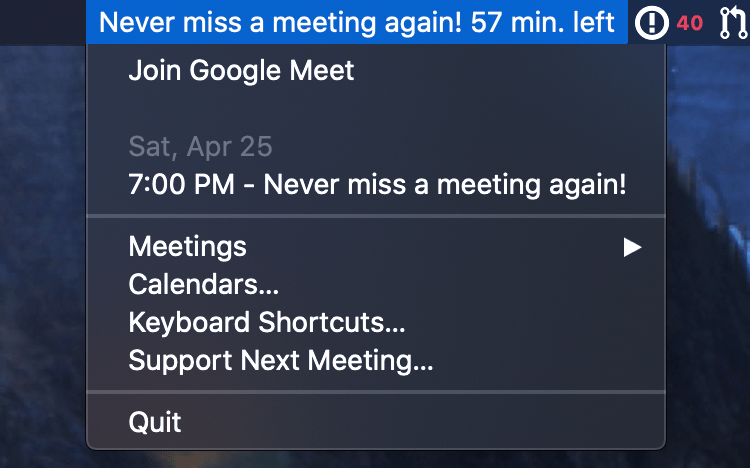 Never miss a meeting again! 57 min. left
40
Join Google Meet
Sat, Apr 25
7:00 PM - Never miss a meeting again!
Meetings
Calendars...
Keyboard Shortcuts...
Support Next Meeting...
Quit